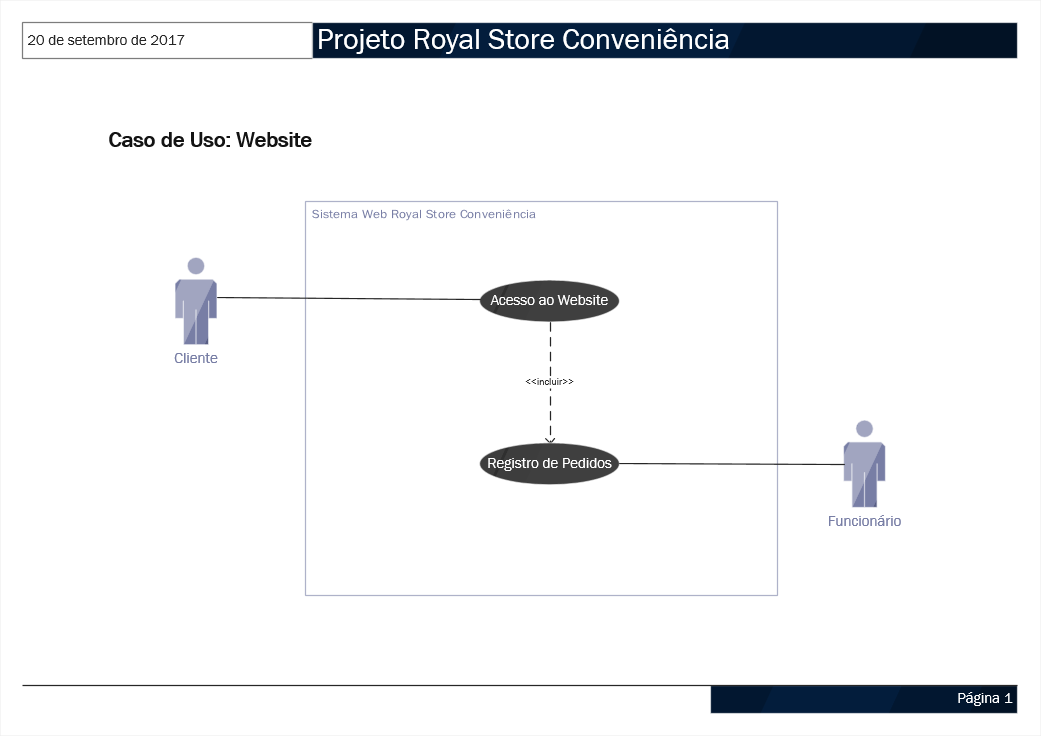 20 de setembro de 2017
Projeto Royal Store Conveniência
Caso de Uso: Website
Sistema Web Royal Store Conveniência
Acesso ao Website
Cliente
<<incluir>>
Registro de Pedidos
Funcionário
Página 1